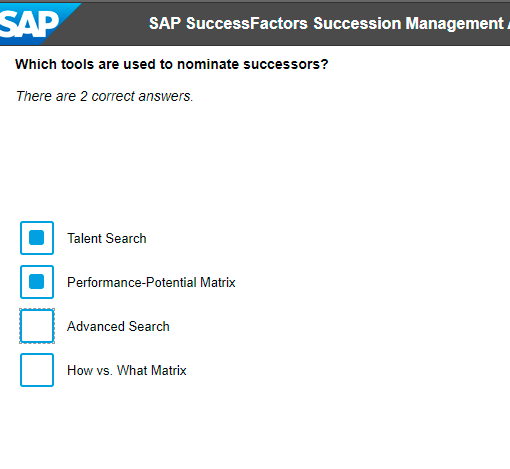 SAP
SAP SuccessFactors Succession Management
Which tools are used to nominate successors?
There are 2 correct answers.
Talent Search
Performance-Potential Matrix
Advanced Search
How vs. What Matrix